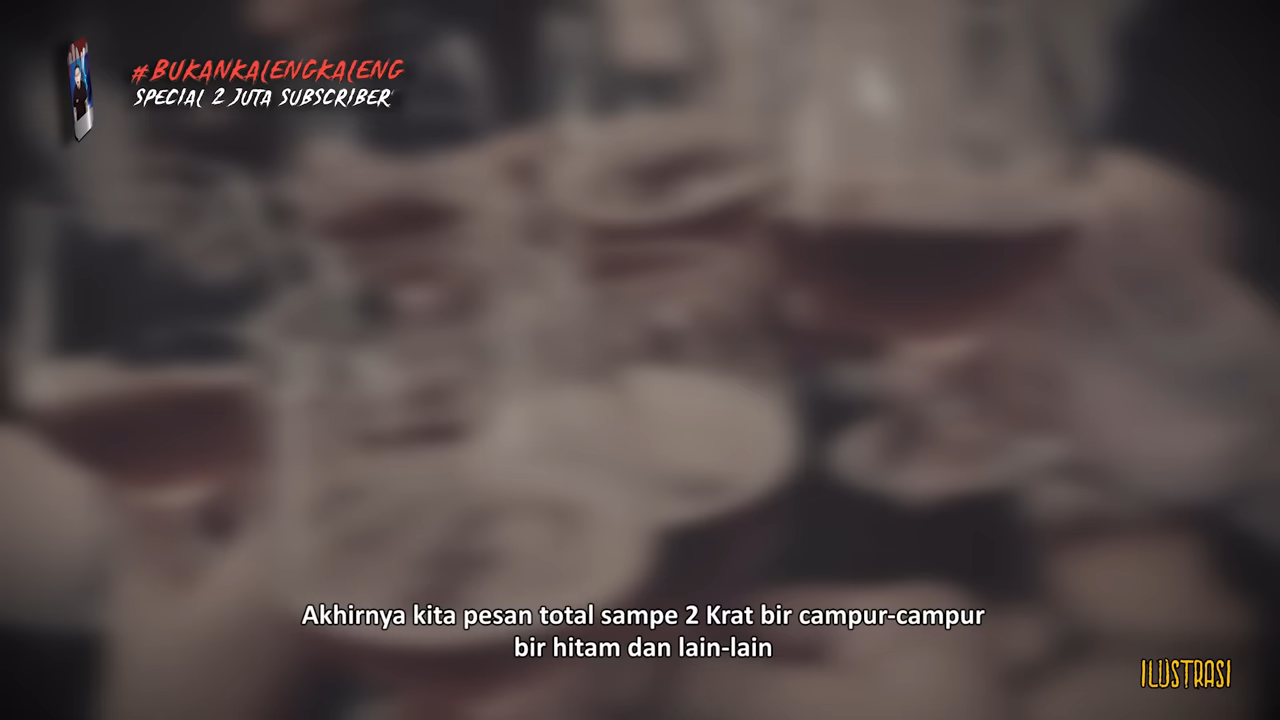 #BUKANKALENGKALENG
SPECIAL 2 JUTA SUBSCRIBER
Akhirnya kita pesan total sampe 2 Krat bir campur-campur
bir hitam dan lain-lain
ILUSTRASI